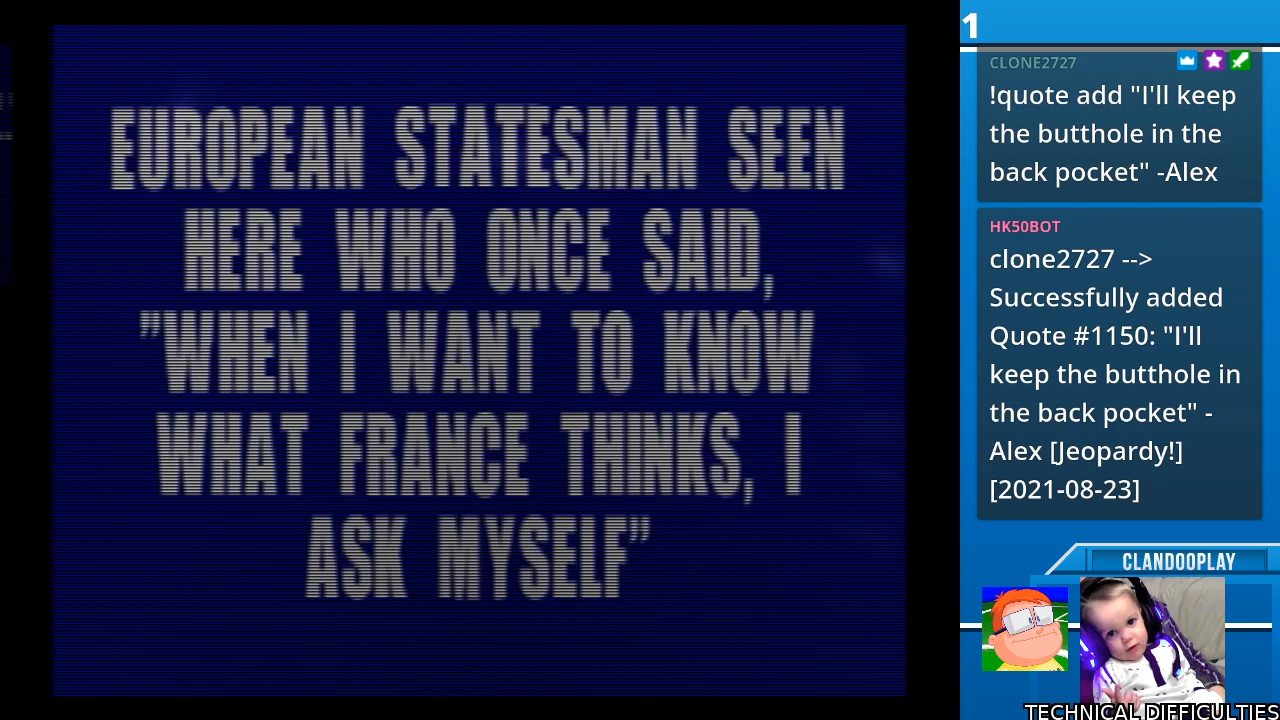 EUROPEAN STATESMAN SEEN
HERE WHO ONCE SAID,
"WHEN I WANT TO KNOW
WHAT FRANCE THINKS, I
ASK MYSELF"
1
CLONE2727
!quote add "I'll keep
the butthole in the
back pocket" -Alex
HK50BOT
clone2727 -->
Successfully added
Quote #1150: "I'll
keep the butthole in
the back pocket" -
Alex [Jeopardy!]
[2021-08-23]
CLANDOOPLAY
TECHNICAL DIFFICULTIES